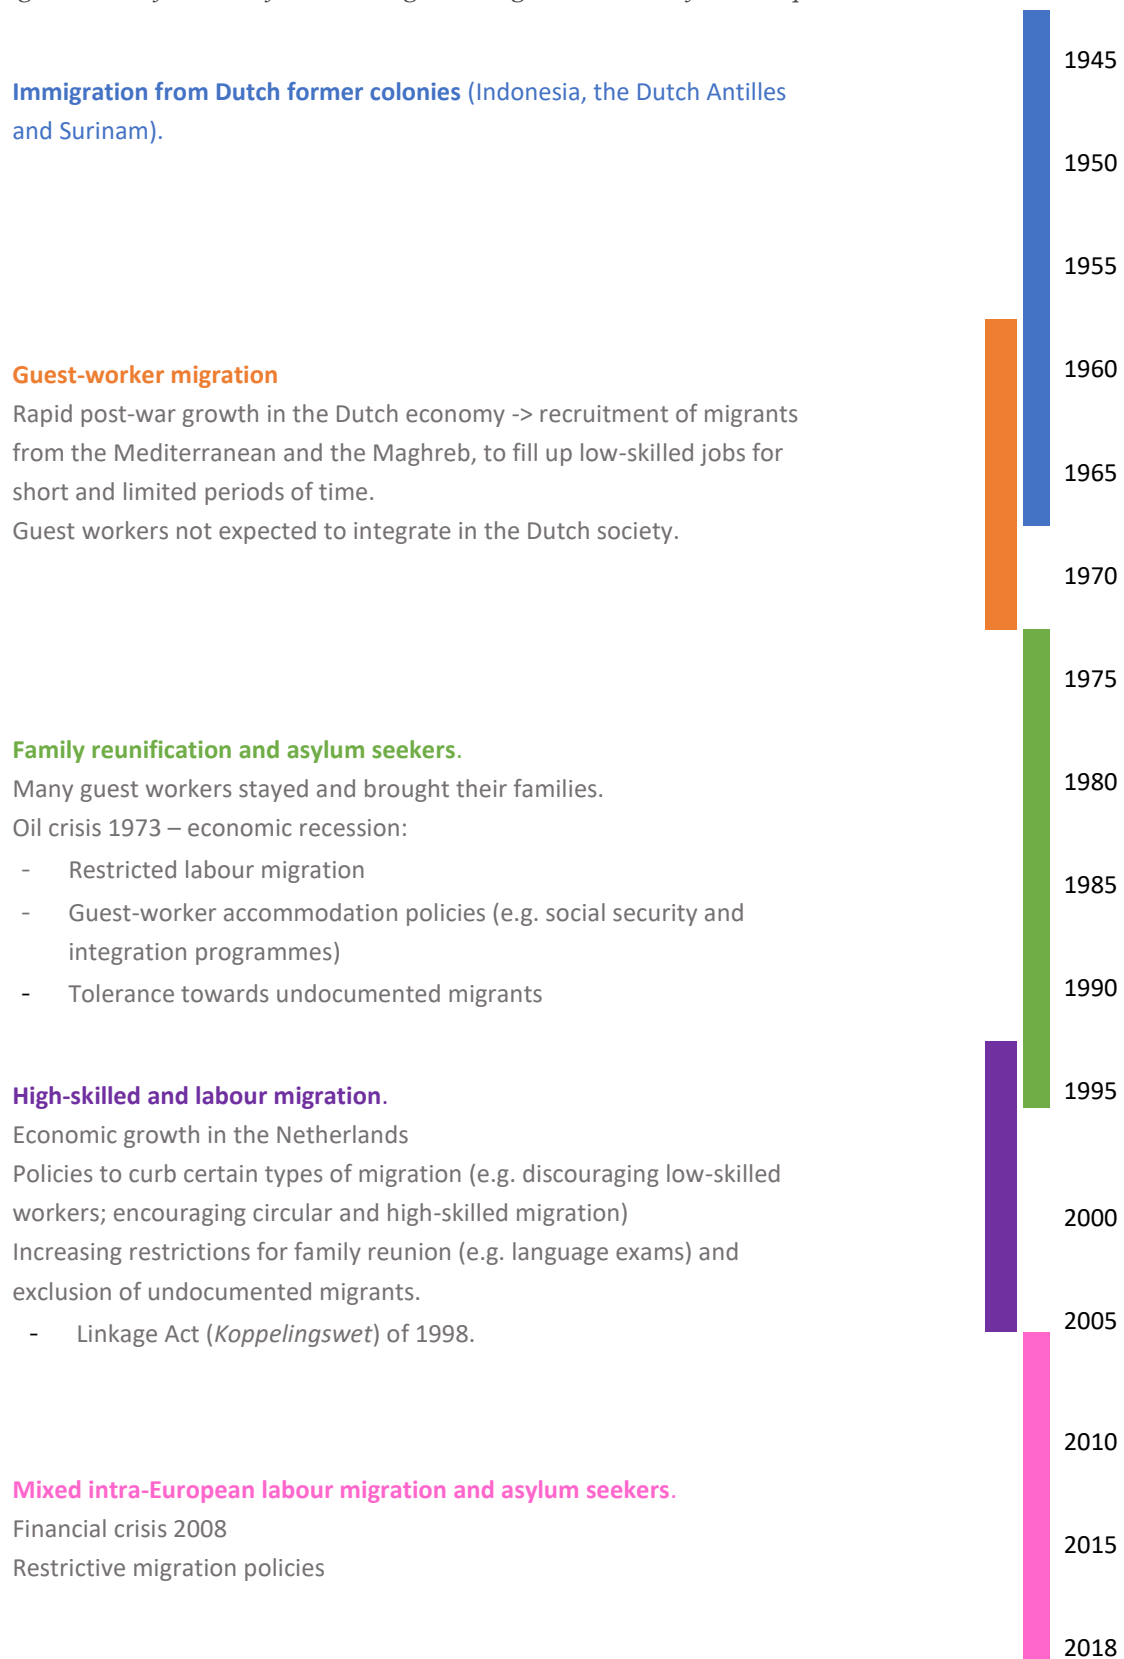 1945
Immigration from Dutch former colonies (Indonesia, the Dutch Antilles
and Surinam).
1950
1955
Guest-worker migration
1960
Rapid post-war growth in the Dutch economy -> recruitment of migrants
from the Mediterranean and the Maghreb, to fill up low-skilled jobs for
1965
short and limited periods of time.
Guest workers not expected to integrate in the Dutch society.
1970
1975
Family reunification and asylum seekers.
1980
Many guest workers stayed and brought their families.
Oil crisis 1973 – economic recession:
- Restricted labour migration
1985
- Guest-worker accommodation policies (e.g. social security and
integration programmes)
1990
- Tolerance towards undocumented migrants
High-skilled and labour migration.
1995
Economic growth in the Netherlands
Policies to curb certain types of migration (e.g. discouraging low-skilled
workers; encouraging circular and high-skilled migration)
2000
Increasing restrictions for family reunion (e.g. language exams) and
exclusion of undocumented migrants.
2005
- Linkage Act (Koppelingswet) of 1998.
2010
Mixed intra-European labour migration and asylum seekers.
Financial crisis 2008
2015
Restrictive migration policies
2018